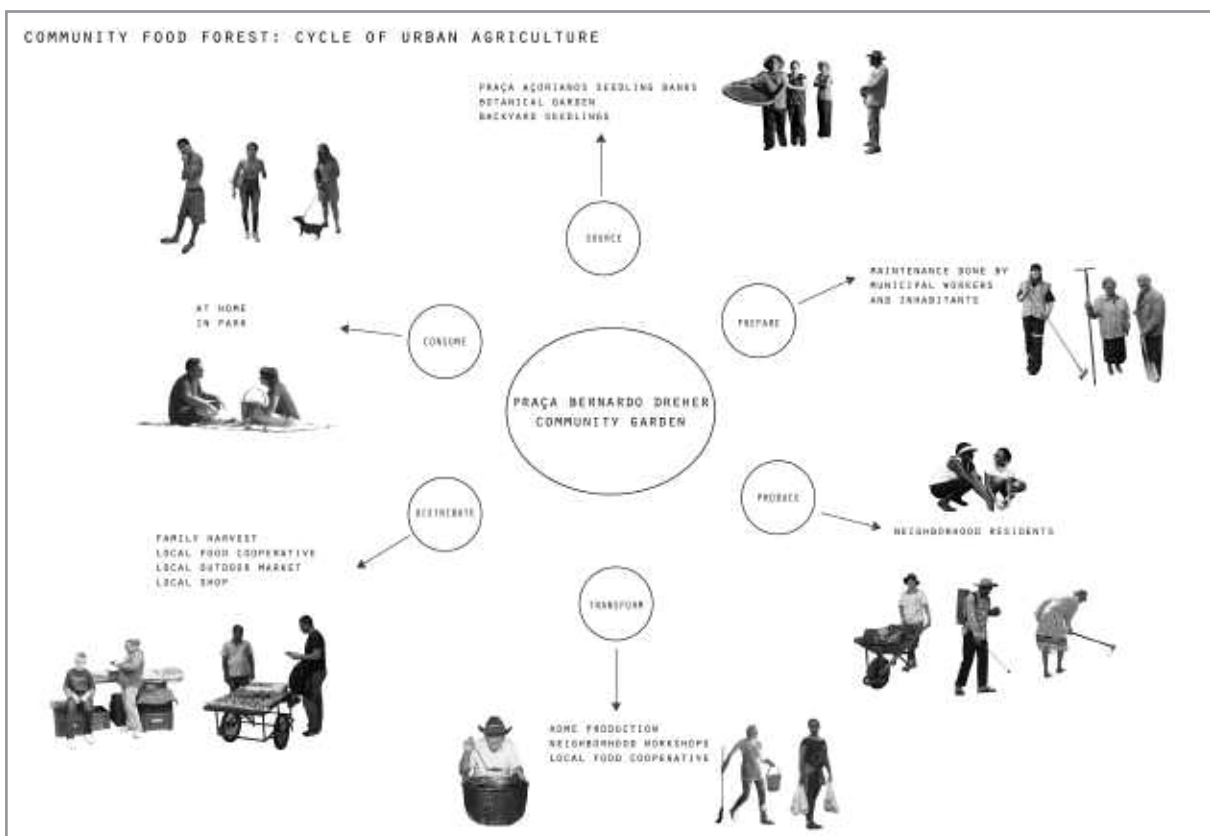 COMMUNITY FOOD FOREST: CYCLE OF URBAN AGRICULTURE
PRAÇA AÇORIANOS SEEDLING BANKS
BOTANICAL GARDEN
BACKYARD SEEDLINGS
SOURCE
MAINTENANCE DONE BY
MUNICIPAL WORKERS
AND INHABITANTS
PREPARE
AT HOME
IN PARK
CONSUME
PRAÇA BERNARDO DREHER
COMMUNITY GARDEN
PRODUCE
NEIGHBORHOOD RESIDENTS
DISTRIBUTE
FAMILY HARVEST
LOCAL FOOD COOPERATIVE
LOCAL OUTDOOR MARKET
LOCAL SHOP
TRANSFORM
HOME PRODUCTION
NEIGHBORHOOD WORKSHOPS
LOCAL FOOD COOPERATIVE